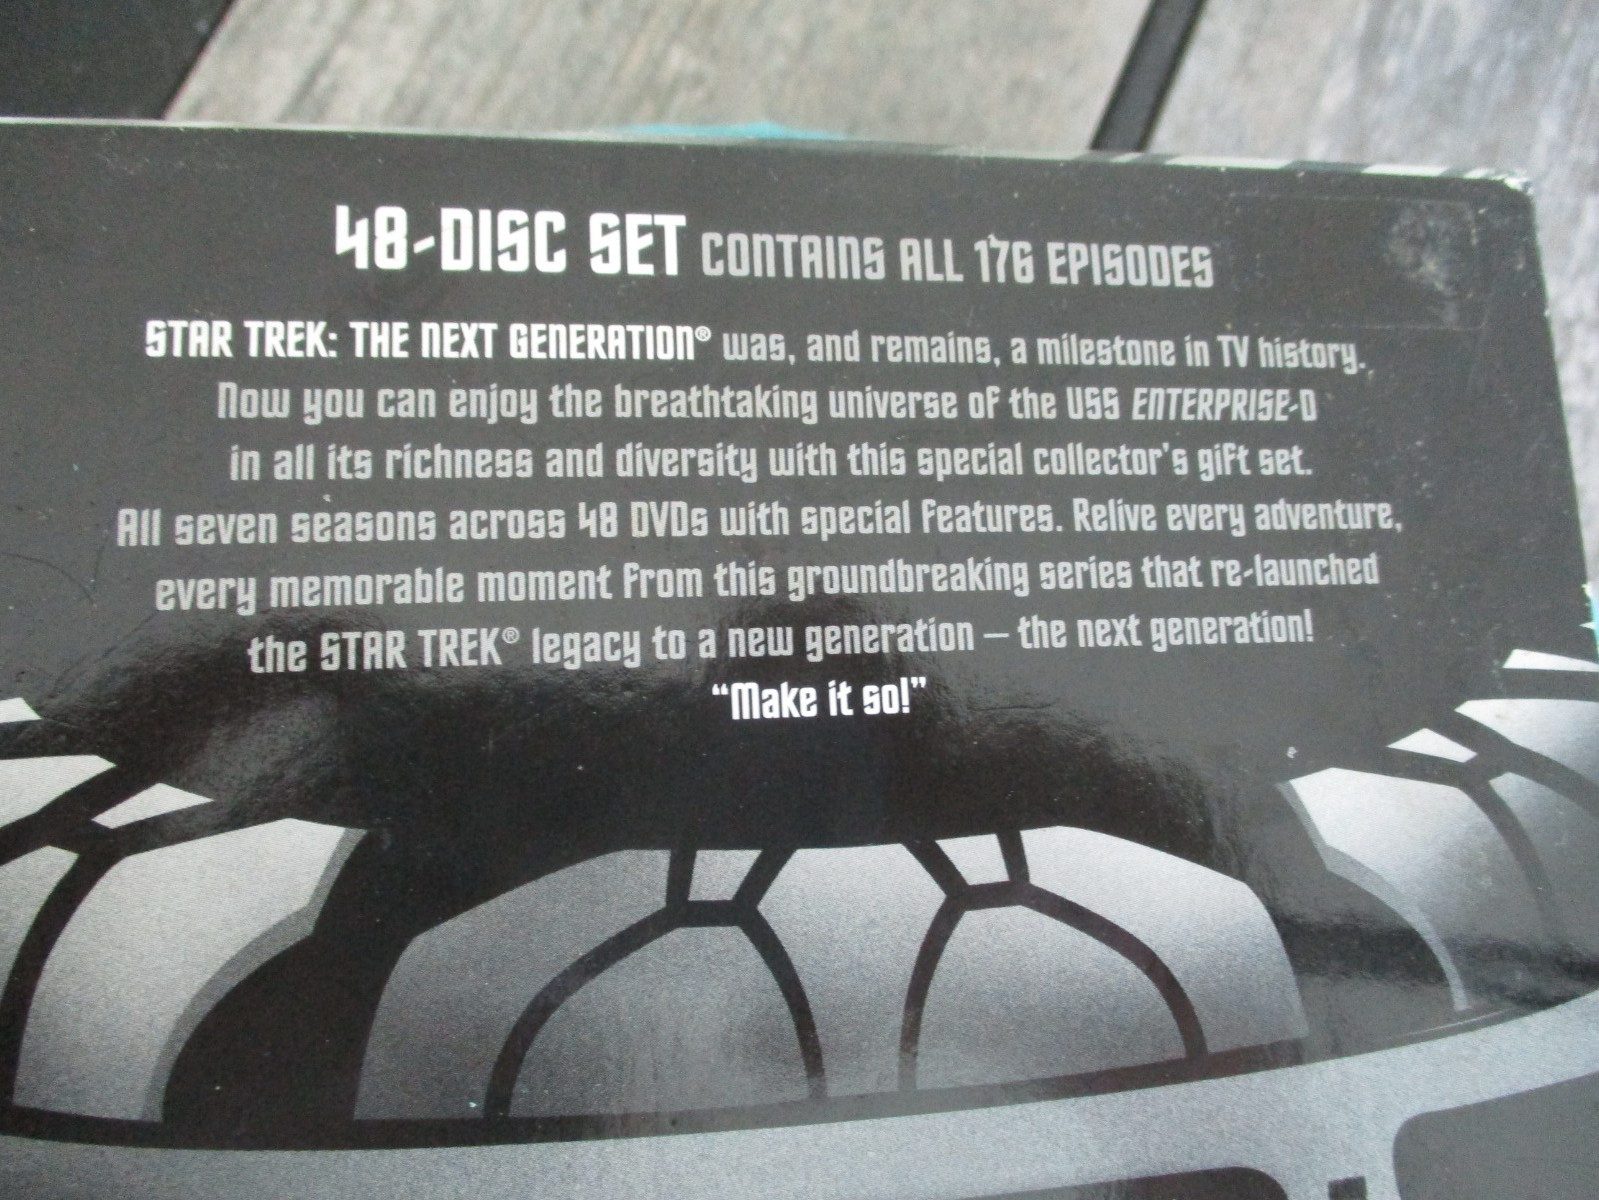 48-DISC SET CONTAINS ALL 176 EPISODES
STAR TREK: THE NEXT GENERATION® was, and remains, a milestone in TV history.
Now you can enjoy the breathtaking universe of the USS ENTERPRISE-D
in all its richness and diversity with this special collector's gift set.
All seven seasons across 48 DVDs with special features. Relive every adventure,
every memorable moment from this groundbreaking series that re-launched
the STAR TREK® legacy to a new generation — the next generation!
“Make it so!”